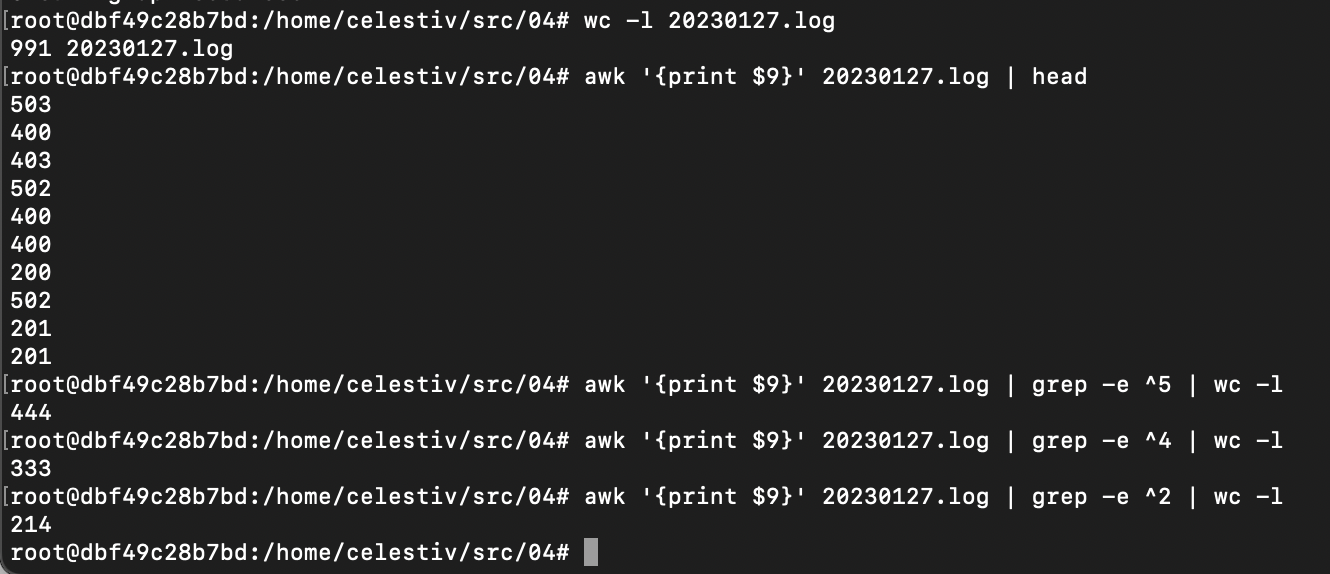 [root@dbf49c28b7bd:/home/celestiv/src/04# wc -l 20230127.log
991 20230127.log
[root@dbf49c28b7bd:/home/celestiv/src/04# awk '{print $9}' 20230127.log | head
503
400
403
502
400
400
200
502
201
201
[root@dbf49c28b7bd:/home/celestiv/src/04# awk '{print $9}' 20230127.log | grep -e ^5 | wc -l
444
[root@dbf49c28b7bd:/home/celestiv/src/04# awk '{print $9}' 20230127.log | grep -e ^4 | wc -l
333
[root@dbf49c28b7bd:/home/celestiv/src/04# awk '{print $9}' 20230127.log | grep -e ^2 | wc -l
214
root@dbf49c28b7bd:/home/celestiv/src/04#